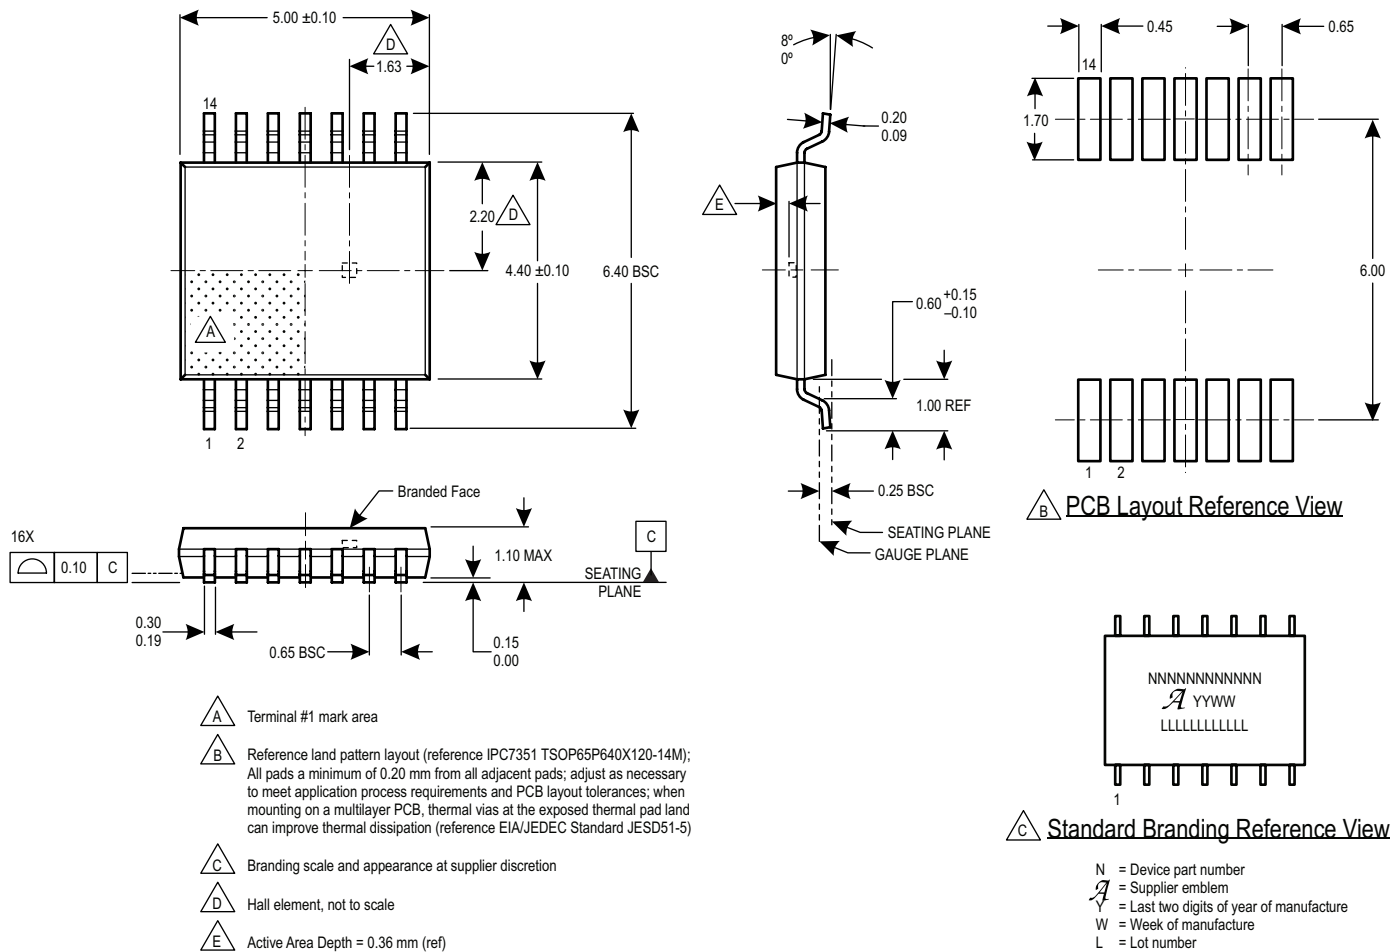 5.00 ±0.10
D
1.63
14
2.20
D
4.40 ±0.10
6.40 BSC
A
1 2
8º
0º
0.20
0.09
E
0.60 +0.15
–0.10
1.00 REF
0.25 BSC
SEATING PLANE
GAUGE PLANE
0.45
0.65
14
1.70
6.00
1 2
B PCB Layout Reference View
Branded Face
16X
0.10 C
1.10 MAX
C
SEATING
PLANE
0.30
0.19
0.65 BSC
0.15
0.00
NNNNNNNNNNNNN
A YYWW
LLLLLLLLLLLL
1
C Standard Branding Reference View
N = Device part number
A = Supplier emblem
Y = Last two digits of year of manufacture
W = Week of manufacture
L = Lot number
A Terminal #1 mark area
B Reference land pattern layout (reference IPC7351 TSOP65P640X120-14M);
All pads a minimum of 0.20 mm from all adjacent pads; adjust as necessary
to meet application process requirements and PCB layout tolerances; when
mounting on a multilayer PCB, thermal vias at the exposed thermal pad land
can improve thermal dissipation (reference EIA/JEDEC Standard JESD51-5)
C Branding scale and appearance at supplier discretion
D Hall element, not to scale
E Active Area Depth = 0.36 mm (ref)